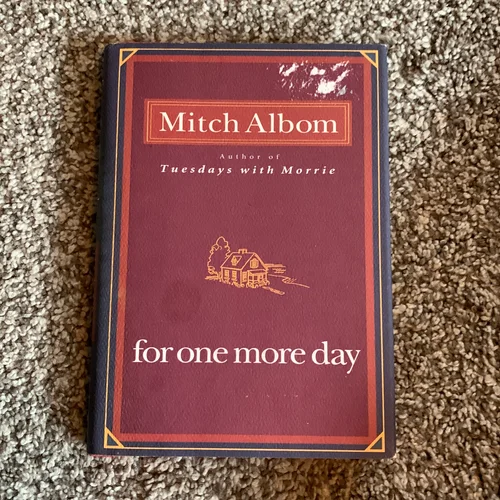 Mitch Albom
Author of
Tuesdays with Morrie
for one more day